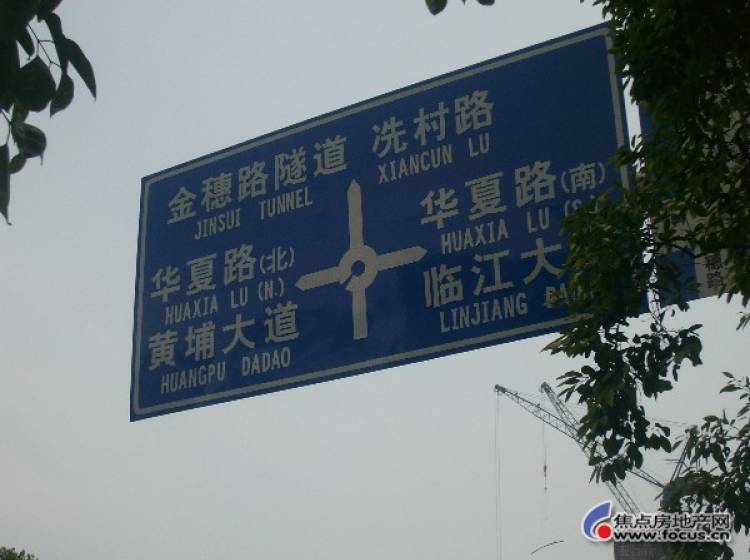 金穗路隧道 冼村路
JINSUI TUNNEL XIANCUN LU
华夏路(北)
HUAXIA LU (N.)
黄埔大道
HUANGPU DADAO
华夏路(南)
HUAXIA LU (S.
临江大
LINJIANG
焦点房地产网
www.focus.cn